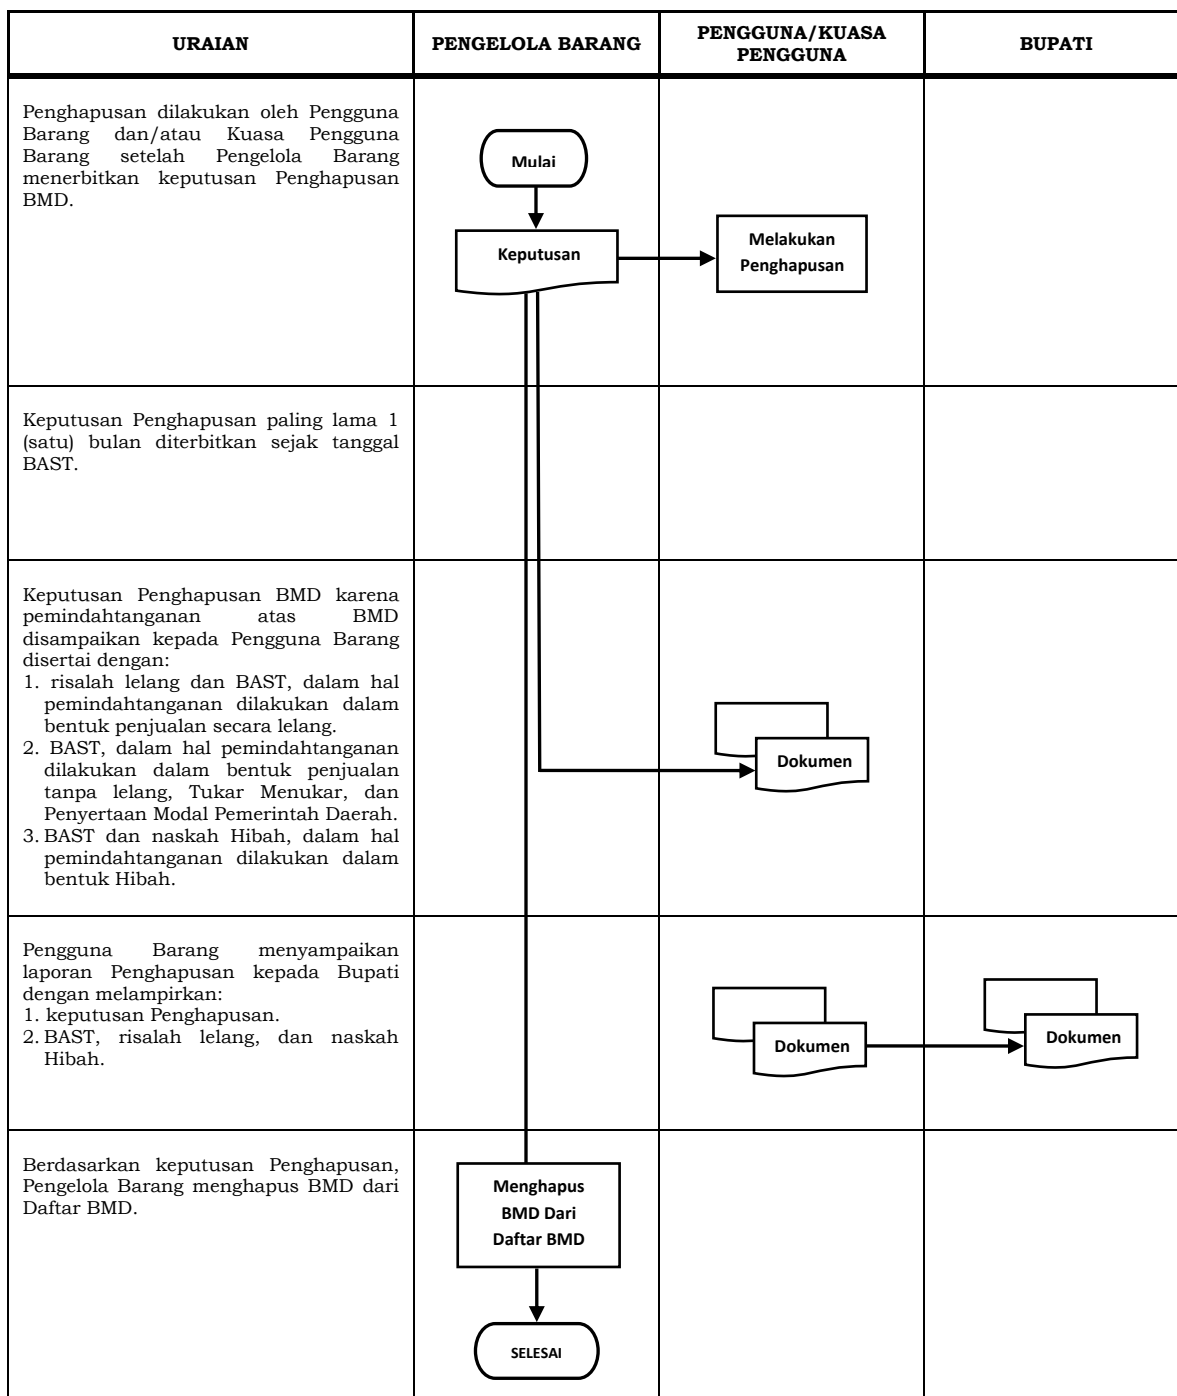 URAIAN
PENGELOLA BARANG
PENGGUNA/KUASA
PENGGUNA
BUPATI
Penghapusan dilakukan oleh Pengguna
Barang dan/atau Kuasa Pengguna
Barang setelah Pengelola Barang
menerbitkan keputusan Penghapusan
BMD.
Mulai
Keputusan
Melakukan
Penghapusan
Keputusan Penghapusan paling lama 1
(satu) bulan diterbitkan sejak tanggal
BAST.
Keputusan Penghapusan BMD karena
pemindahtanganan atas BMD
disampaikan kepada Pengguna Barang
disertai dengan:
1. risalah lelang dan BAST, dalam hal
pemindahtanganan dilakukan dalam
bentuk penjualan secara lelang.
2. BAST, dalam hal pemindahtanganan
dilakukan dalam bentuk penjualan
tanpa lelang, Tukar Menukar, dan
Penyertaan Modal Pemerintah Daerah.
3. BAST dan naskah Hibah, dalam hal
pemindahtanganan dilakukan dalam
bentuk Hibah.
Dokumen
Pengguna Barang menyampaikan
laporan Penghapusan kepada Bupati
dengan melampirkan:
1. keputusan Penghapusan.
2. BAST, risalah lelang, dan naskah
Hibah.
Dokumen
Dokumen
Berdasarkan keputusan Penghapusan,
Pengelola Barang menghapus BMD dari
Daftar BMD.
Menghapus
BMD Dari
Daftar BMD
SELESAI